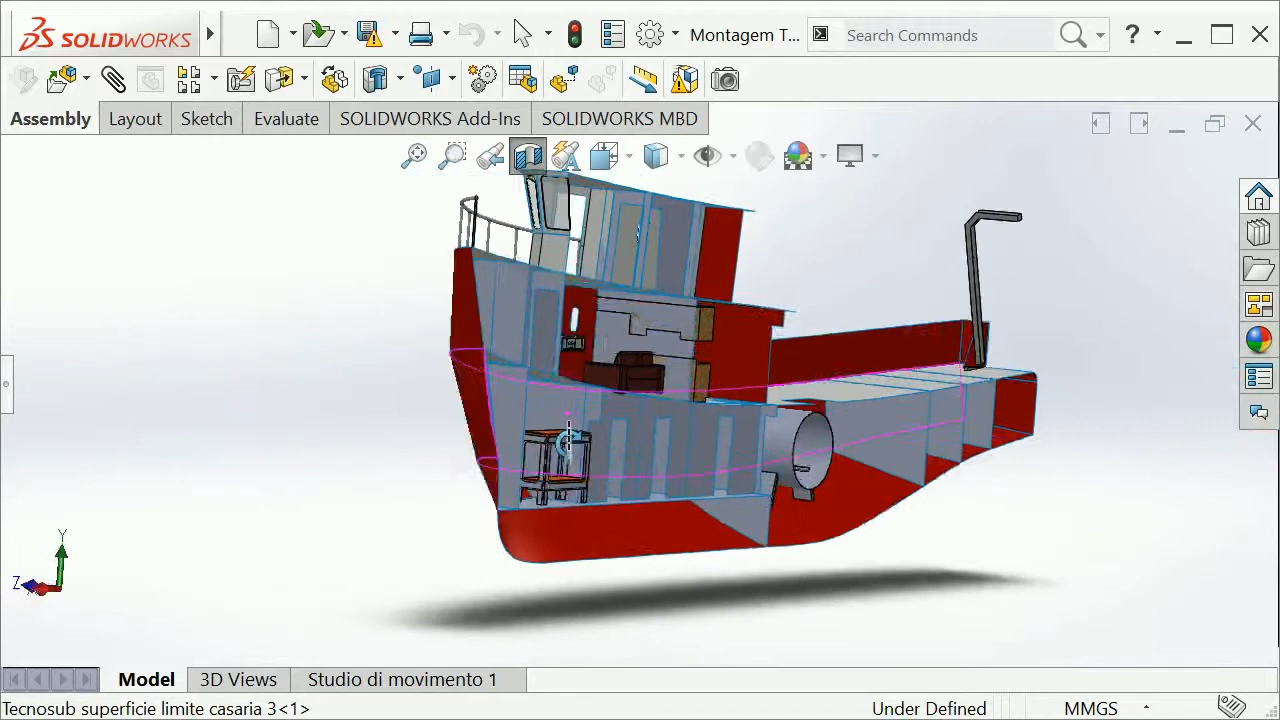 SOLIDWORKS
Montagem T...
Search Commands
?
Assembly
Layout
Sketch
Evaluate
SOLIDWORKS Add-Ins
SOLIDWORKS MBD
Y
Z
Model
3D Views
Studio di movimento 1
Tecnosub superficie limite casaria 3<1>
Under Defined
MMGS